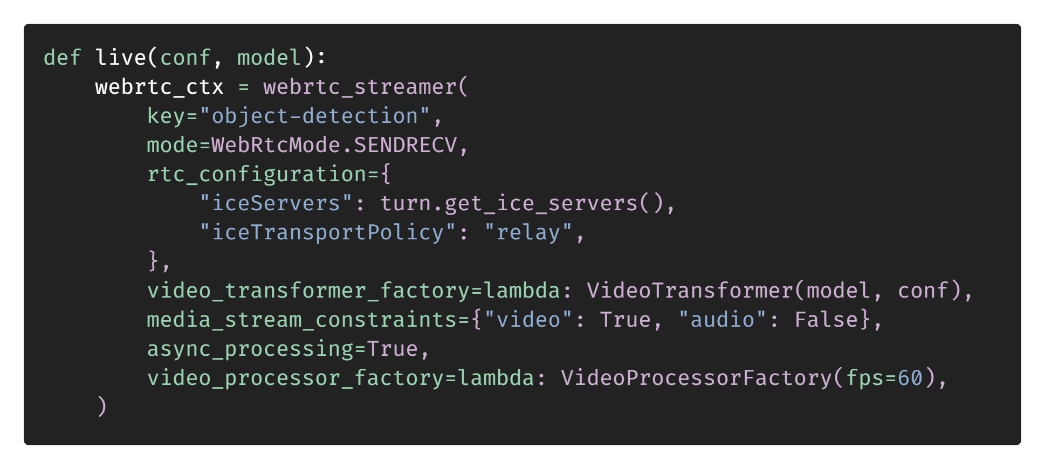 def live(conf, model):
    webrtc_ctx = webrtc_streamer(
        key="object-detection",
        mode=WebRtcMode.SENDRECV,
        rtc_configuration={
            "iceServers": turn.get_ice_servers(),
            "iceTransportPolicy": "relay",
        },
        video_transformer_factory=lambda: VideoTransformer(model, conf),
        media_stream_constraints={"video": True, "audio": False},
        async_processing=True,
        video_processor_factory=lambda: VideoProcessorFactory(fps=60),
    )